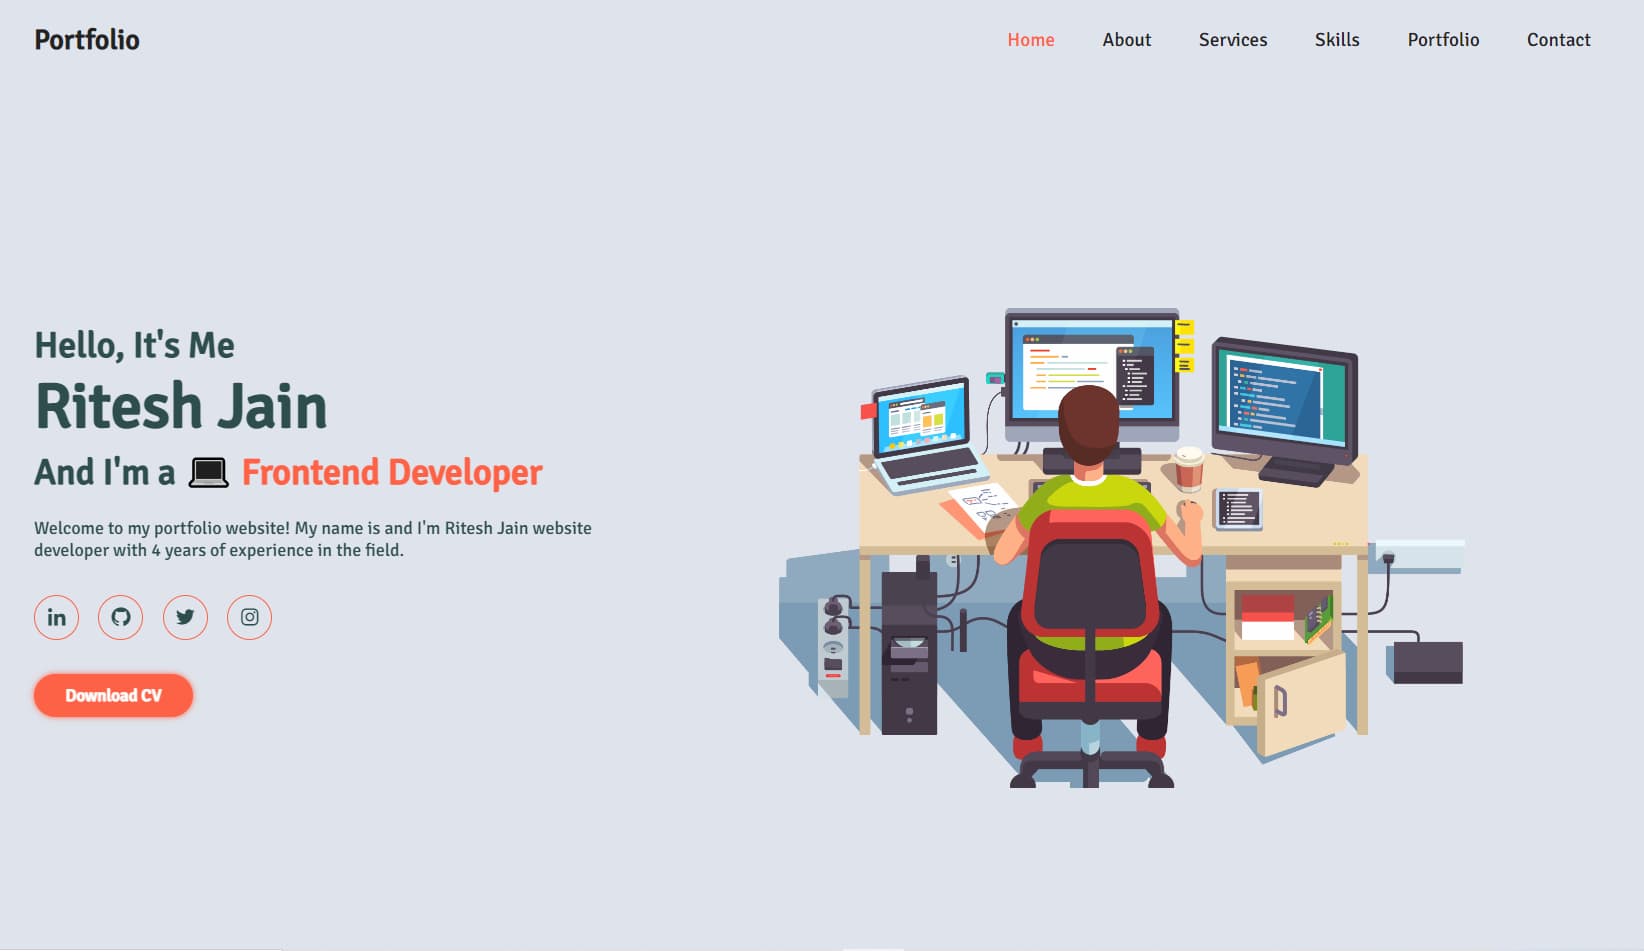 Portfolio
Home About Services Skills Portfolio Contact
Hello, It's Me
Ritesh Jain
And I'm a 💻 Frontend Developer
Welcome to my portfolio website! My name is and I'm Ritesh Jain website
developer with 4 years of experience in the field.
in
Download CV